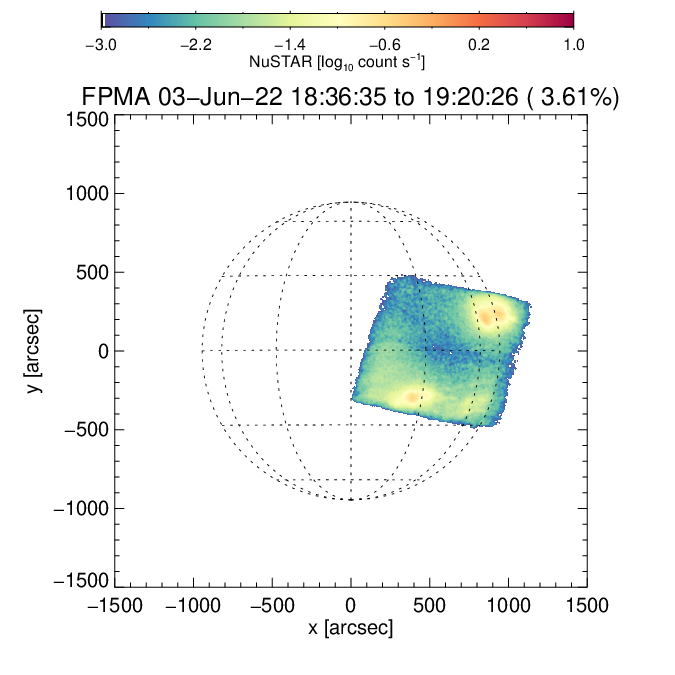 −3.0 −2.2 −1.4 −0.6 0.2 1.0
NuSTAR [log₁₀ count s⁻¹]
FPMA 03−Jun−22 18:36:35 to 19:20:26 ( 3.61%)
1500
1000
500
0
−500
−1000
−1500
y [arcsec]
−1500 −1000 −500 0 500 1000 1500
x [arcsec]